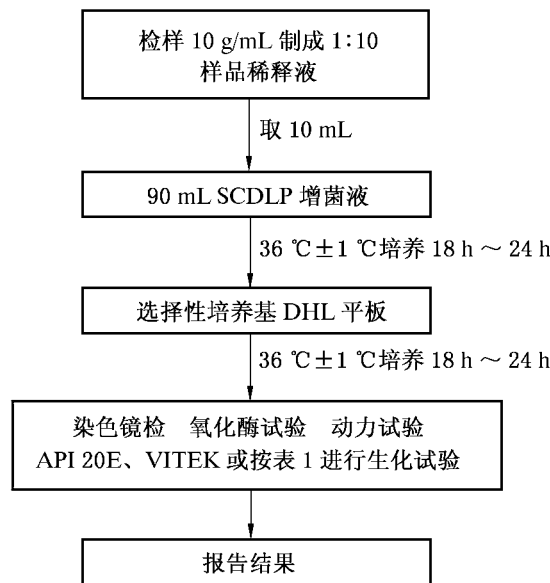 检样 10 g/mL 制成 1∶10
样品稀释液
取 10 mL
90 mL SCDLP 增菌液
36 ℃±1 ℃培养 18 h ～ 24 h
选择性培养基 DHL 平板
36 ℃±1 ℃培养 18 h ～ 24 h
染色镜检 氧化酶试验 动力试验
API 20E、VITEK 或按表 1 进行生化试验
报告结果